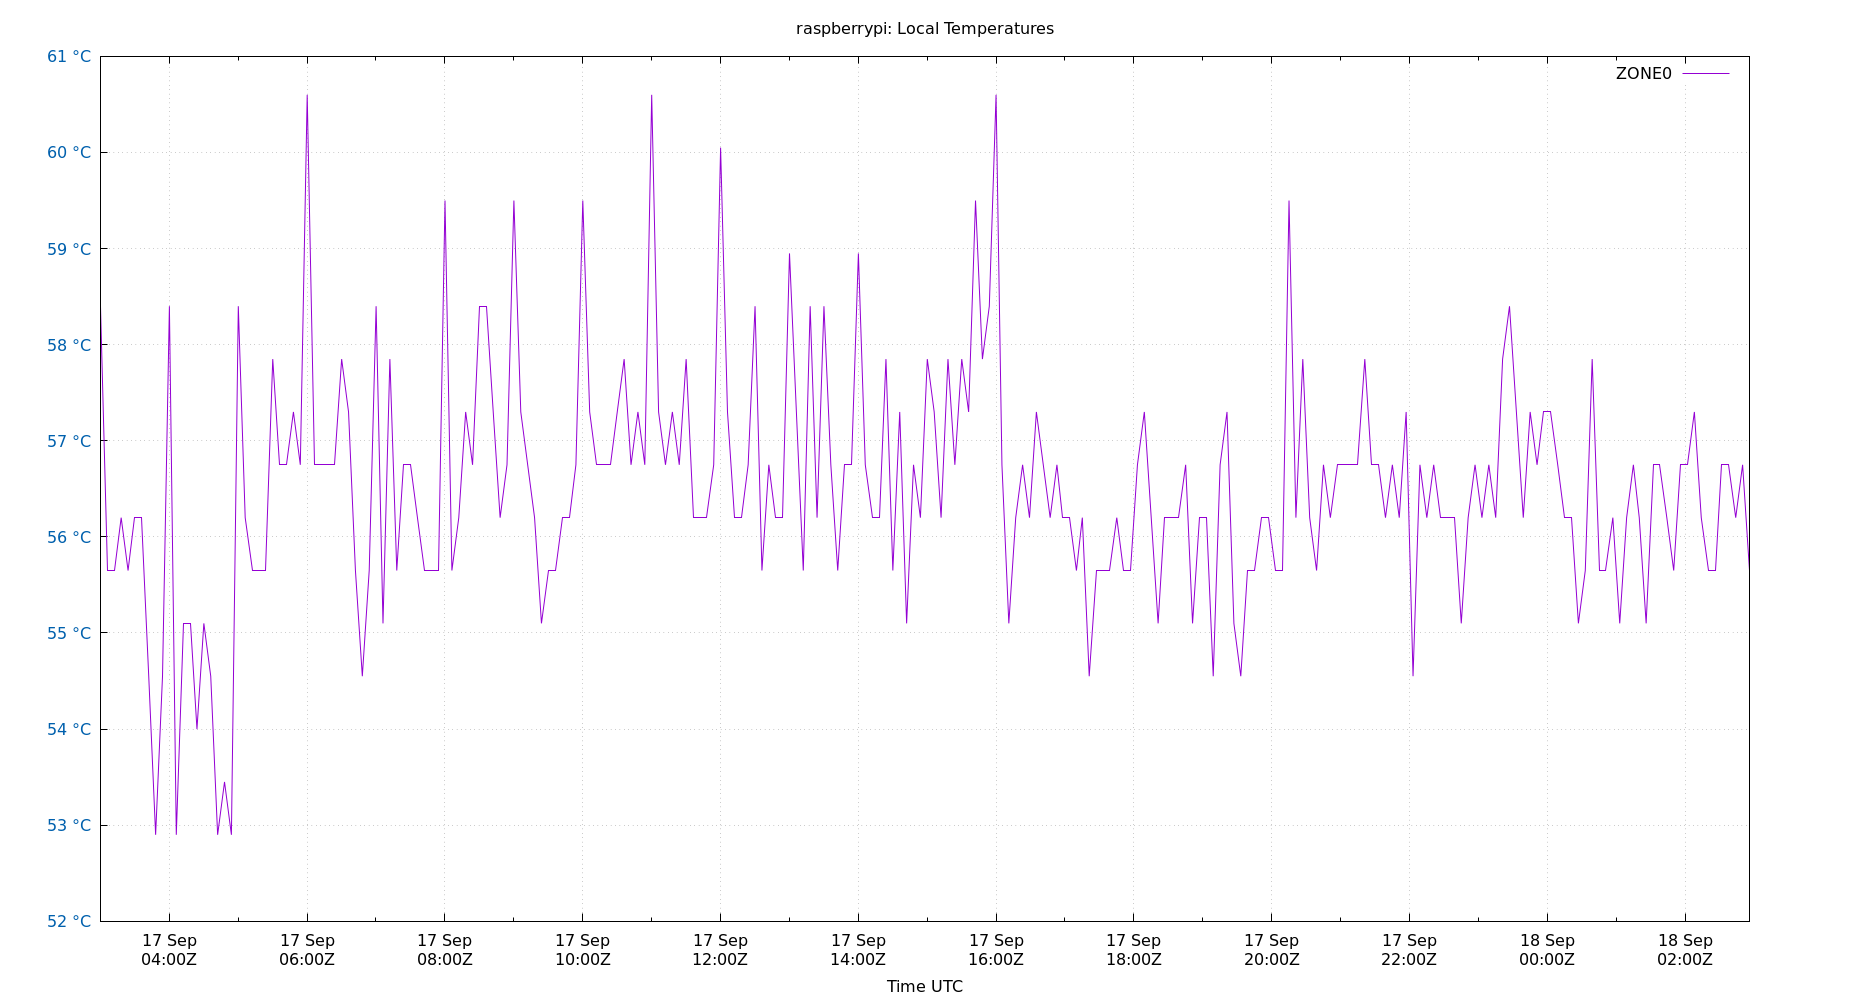 raspberrypi: Local Temperatures
61 °C
ZONE0
60 °C
59 °C
58 °C
57 °C
56 °C
55 °C
54 °C
53 °C
52 °C
17 Sep 17 Sep 17 Sep 17 Sep 17 Sep 17 Sep 17 Sep 17 Sep 17 Sep 17 Sep 18 Sep 18 Sep
04:00Z 06:00Z 08:00Z 10:00Z 12:00Z 14:00Z 16:00Z 18:00Z 20:00Z 22:00Z 00:00Z 02:00Z
Time UTC